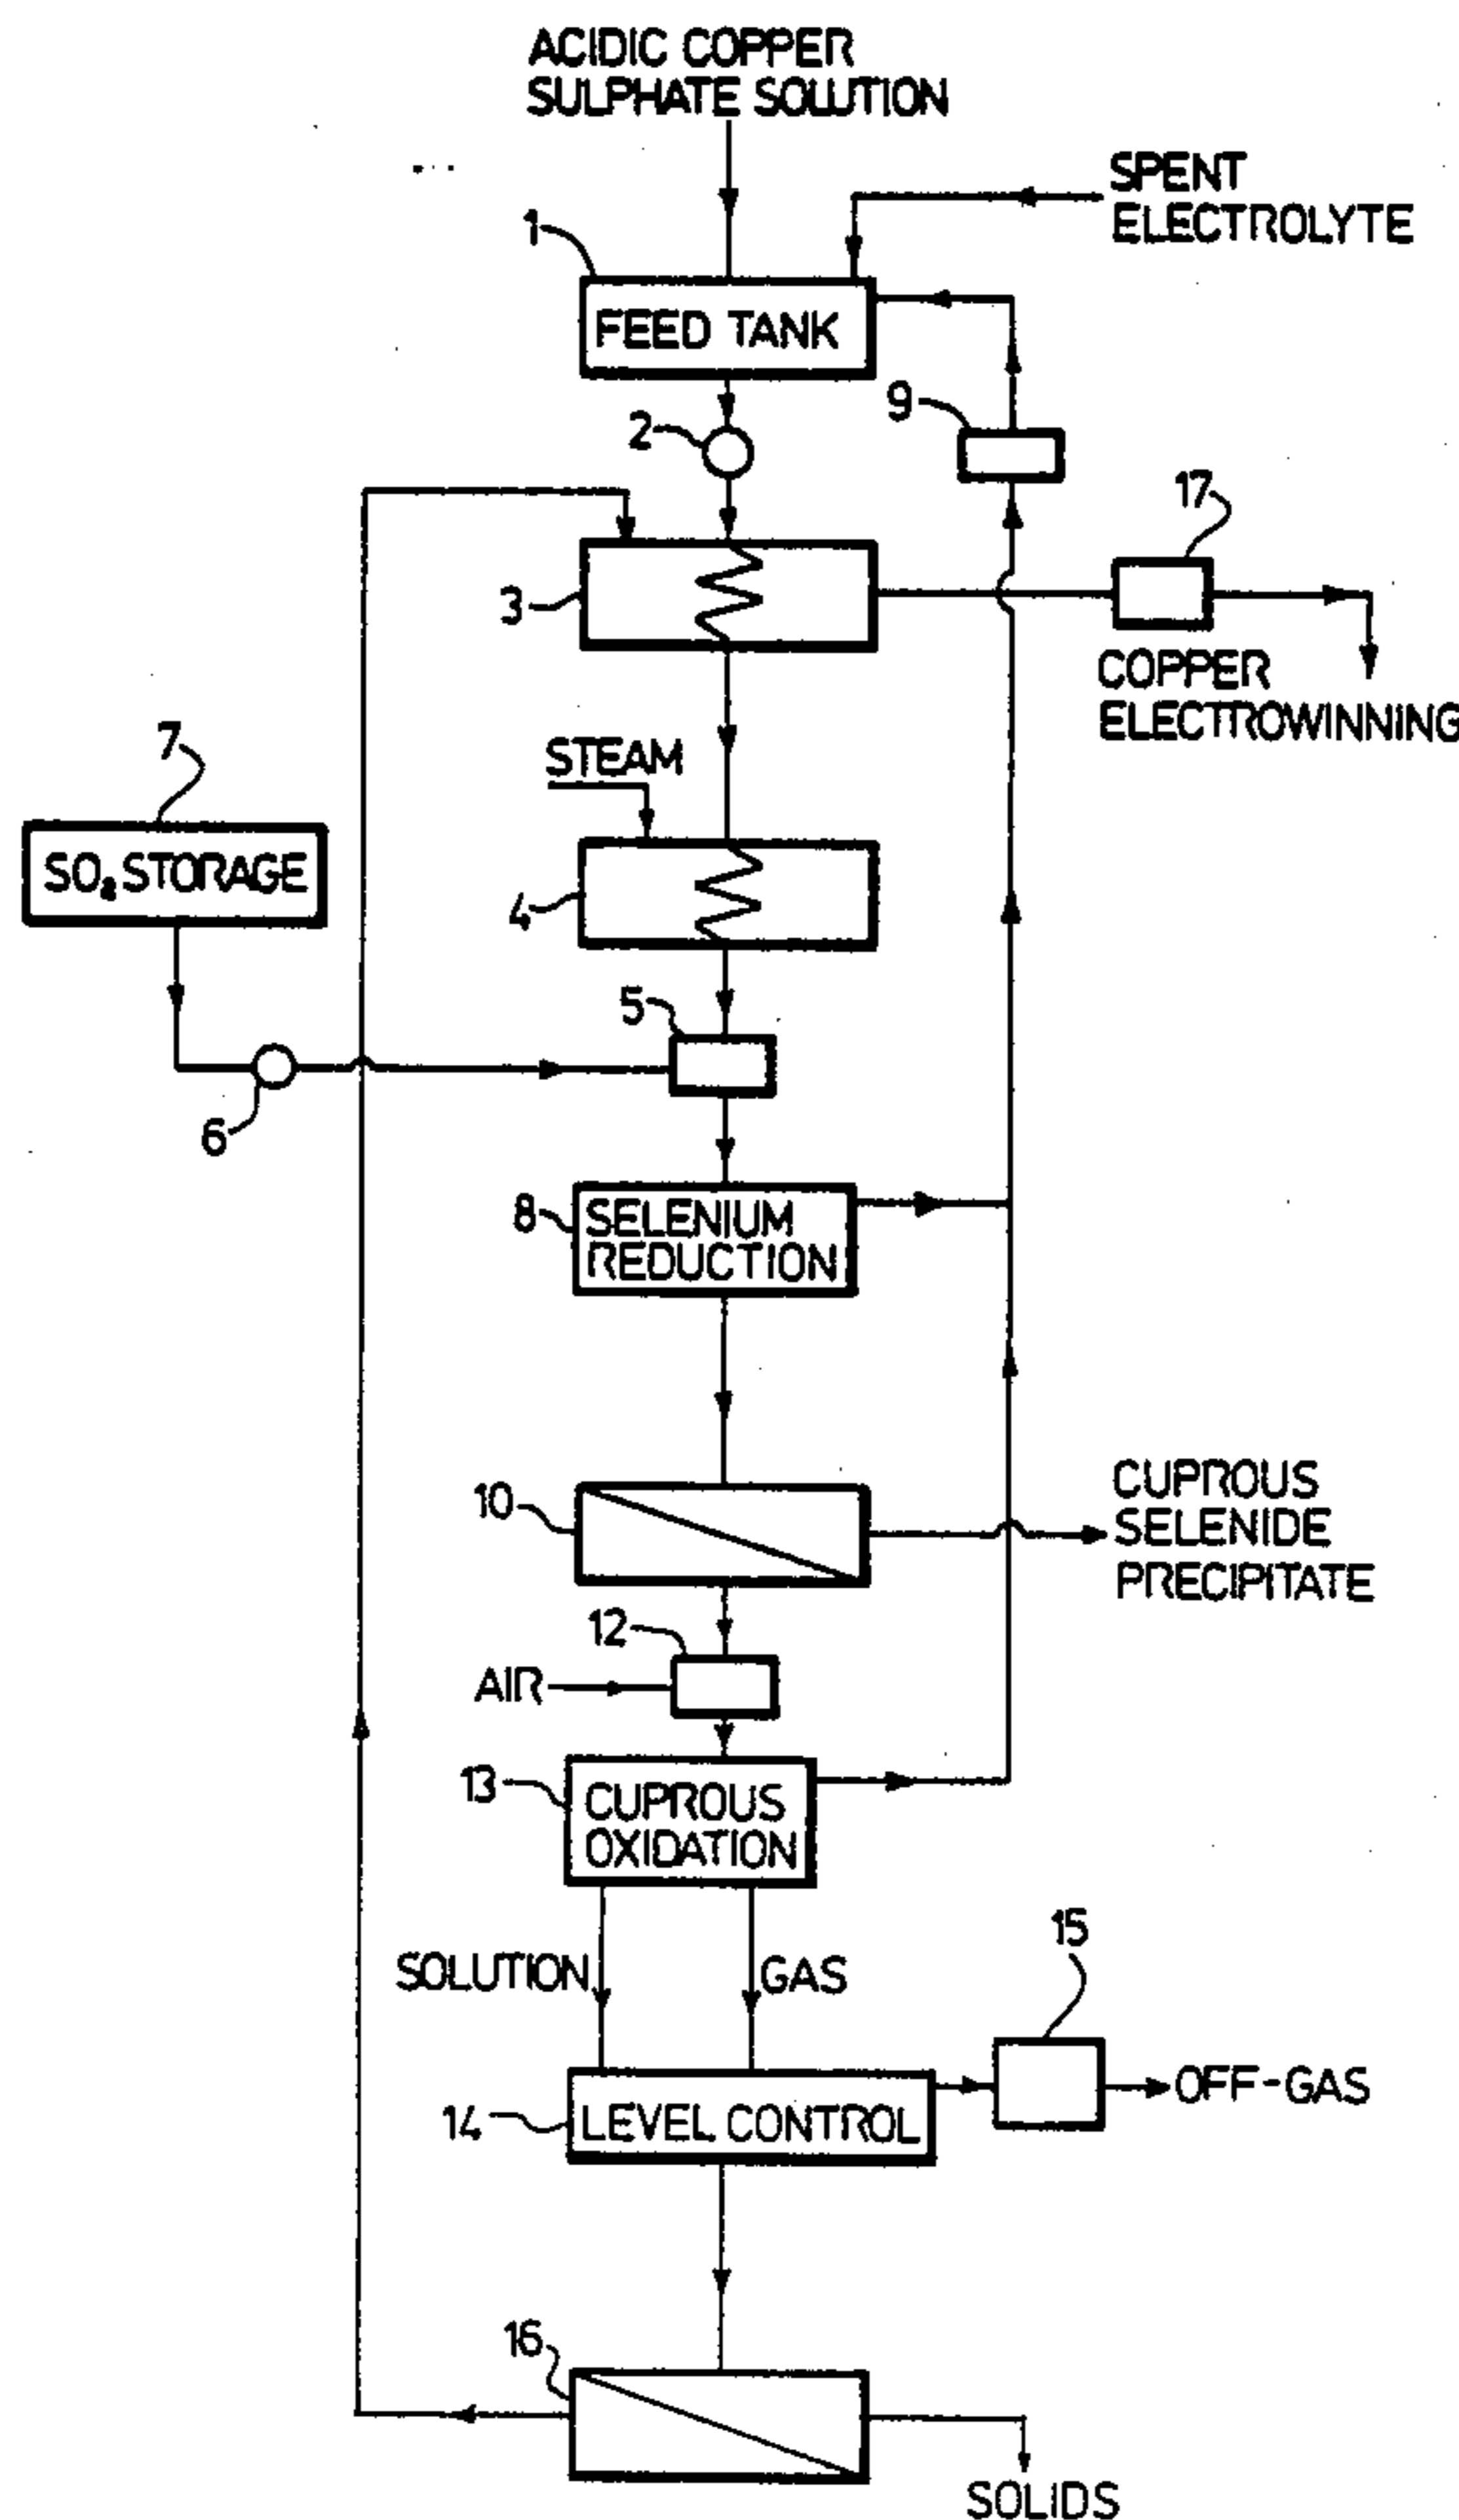 ACIDIC COPPER
SULPHATE SOLUTION
SPENT
ELECTROLYTE
1
FEED TANK
2
9
17
3
COPPER
ELECTROWINNING
7
STEAM
SO₂ STORAGE
4
5
6
8
SELENIUM
REDUCTION
10
CUPROUS
SELENIDE
PRECIPITATE
12
AIR
13
CUPROUS
OXIDATION
15
SOLUTION
GAS
OFF-GAS
14
LEVEL CONTROL
16
SOLIDS